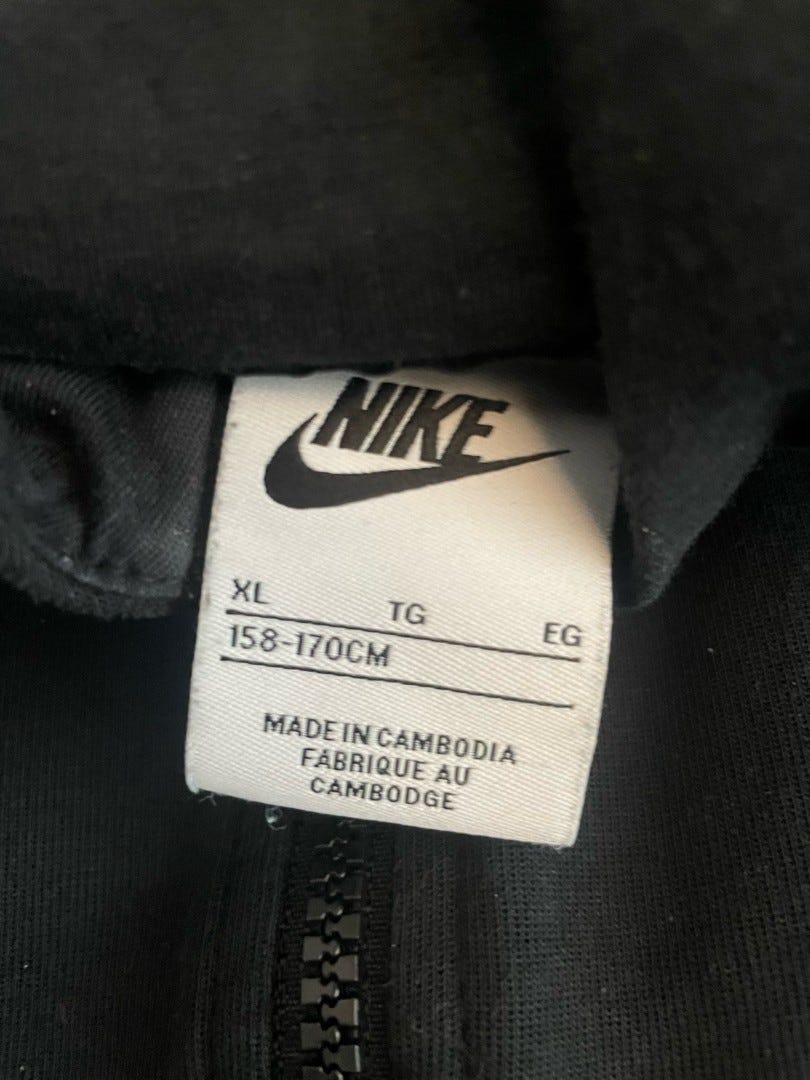 NIKE
XL TG EG
158-170CM
MADE IN CAMBODIA
FABRIQUE AU
CAMBODGE